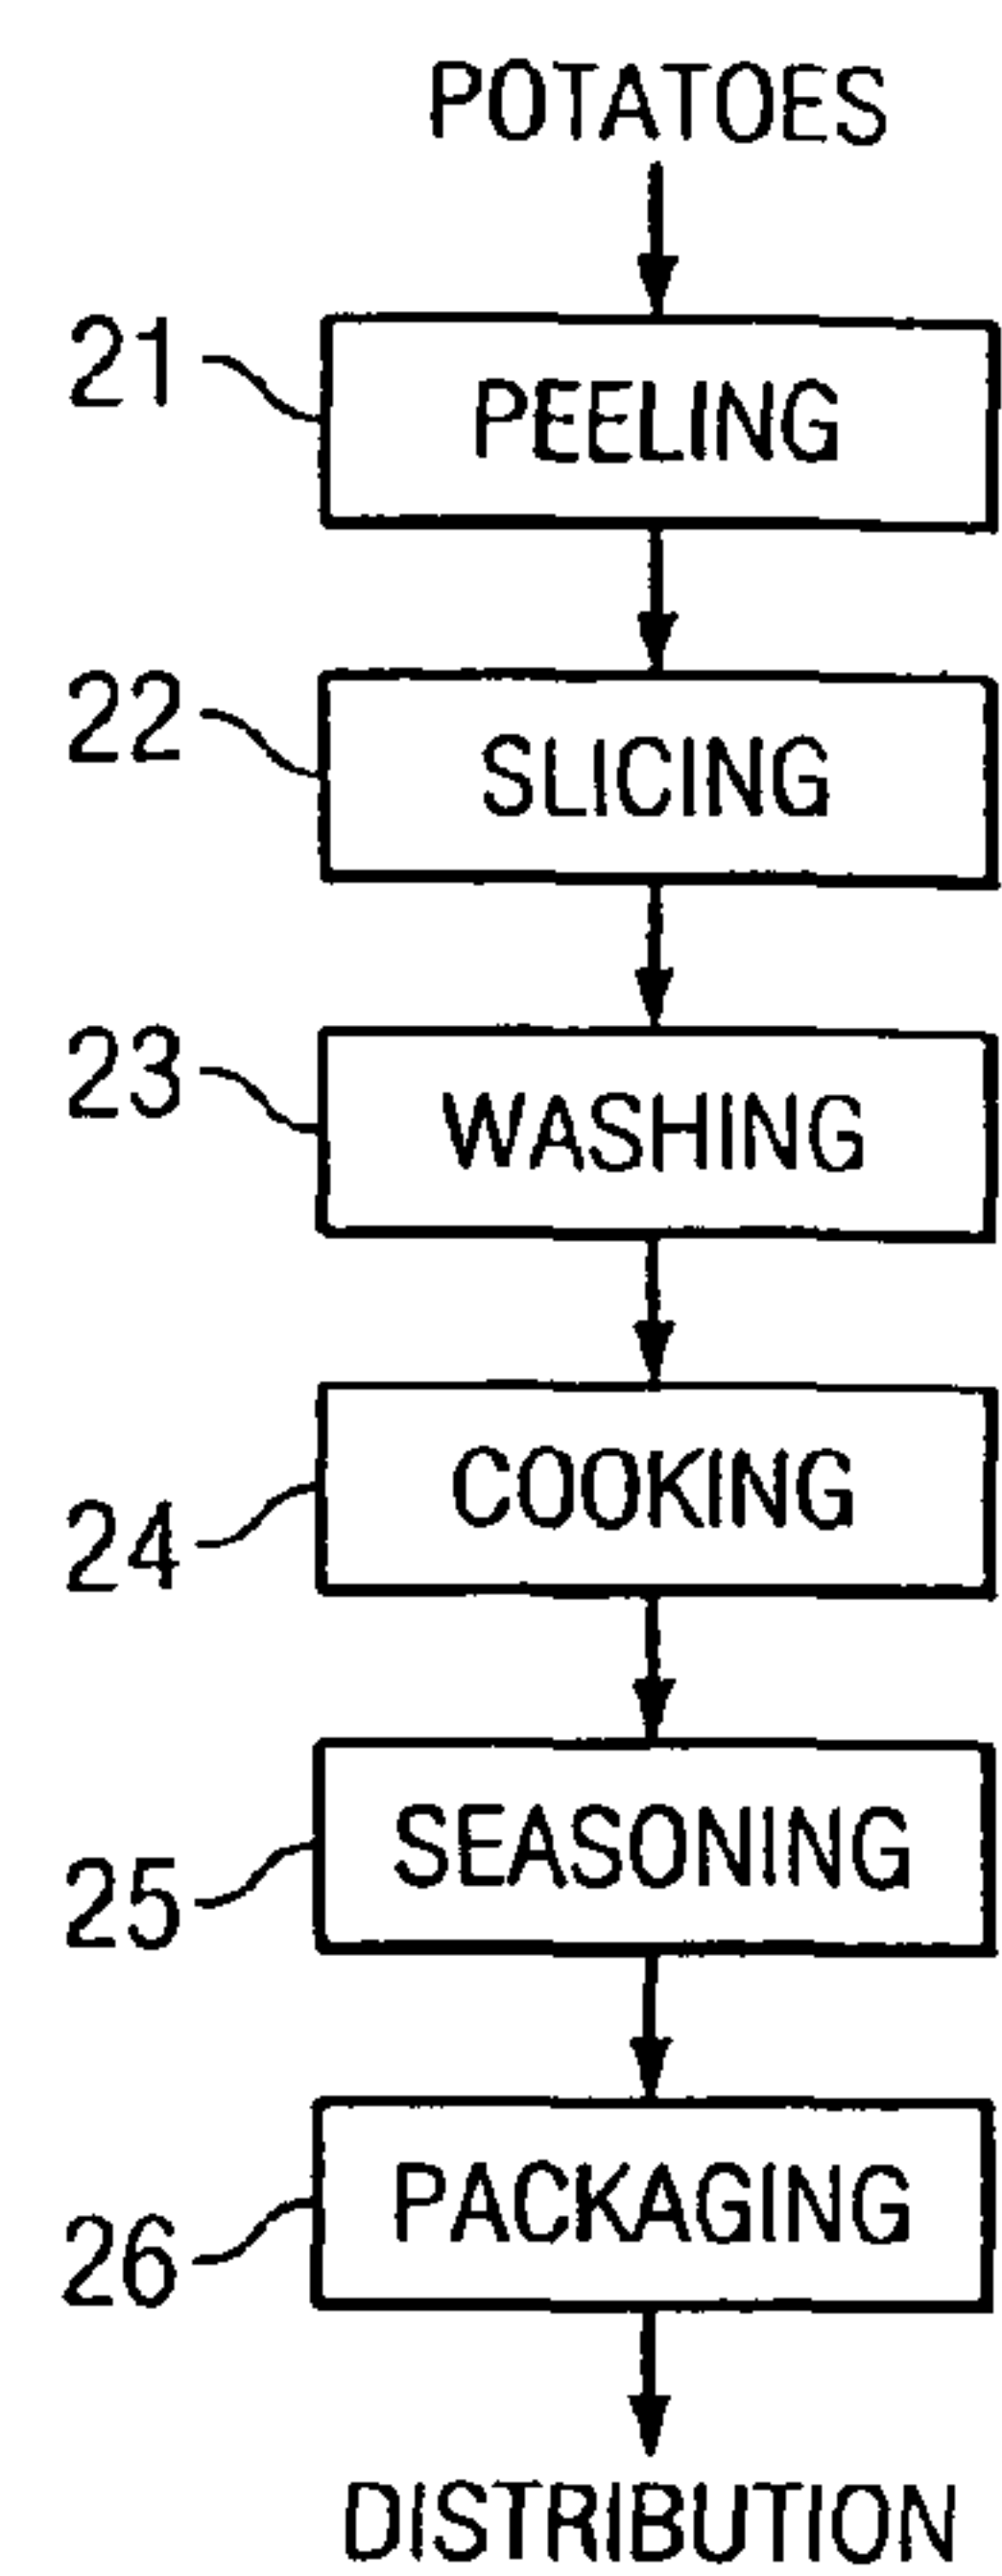 POTATOES
21
PEELING
22
SLICING
23
WASHING
24
COOKING
25
SEASONING
26
PACKAGING
DISTRIBUTION